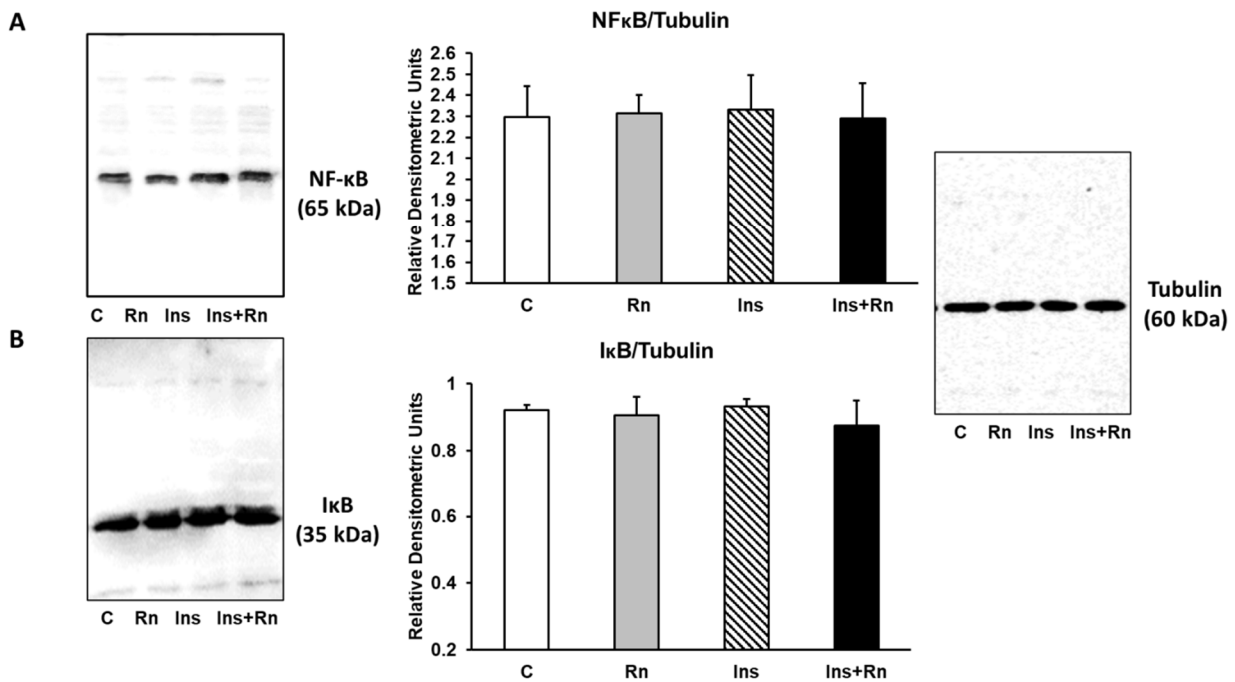 A
NF-κB
(65 kDa)
C Rn Ins Ins+Rn
NFκB/Tubulin
Relative Densitometric Units
2.6
2.5
2.4
2.3
2.2
2.1
2
1.9
1.8
1.7
1.6
1.5
C Rn Ins Ins+Rn
Tubulin
(60 kDa)
C Rn Ins Ins+Rn
B
IκB
(35 kDa)
C Rn Ins Ins+Rn
IκB/Tubulin
Relative Densitometric Units
1
0.8
0.6
0.4
0.2
C Rn Ins Ins+Rn